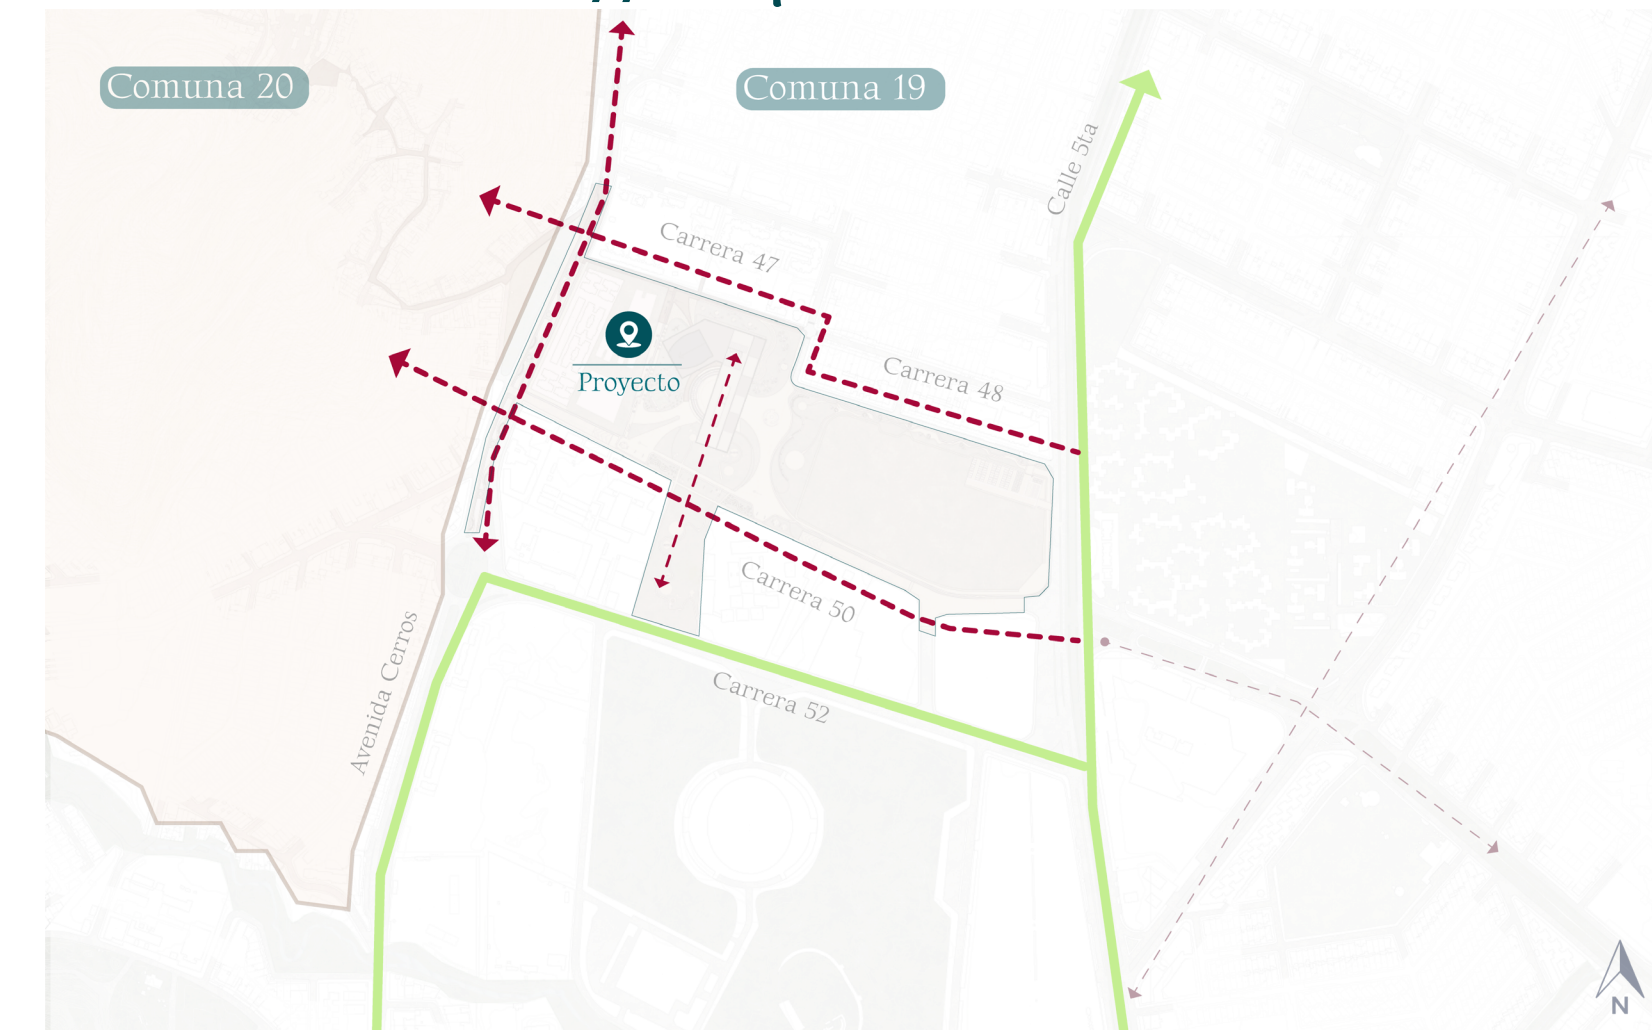 Comuna 20
Comuna 19
Calle 5ta
Carrera 47
Proyecto
Carrera 48
Carrera 50
Avenida Cerros
Carrera 52
N